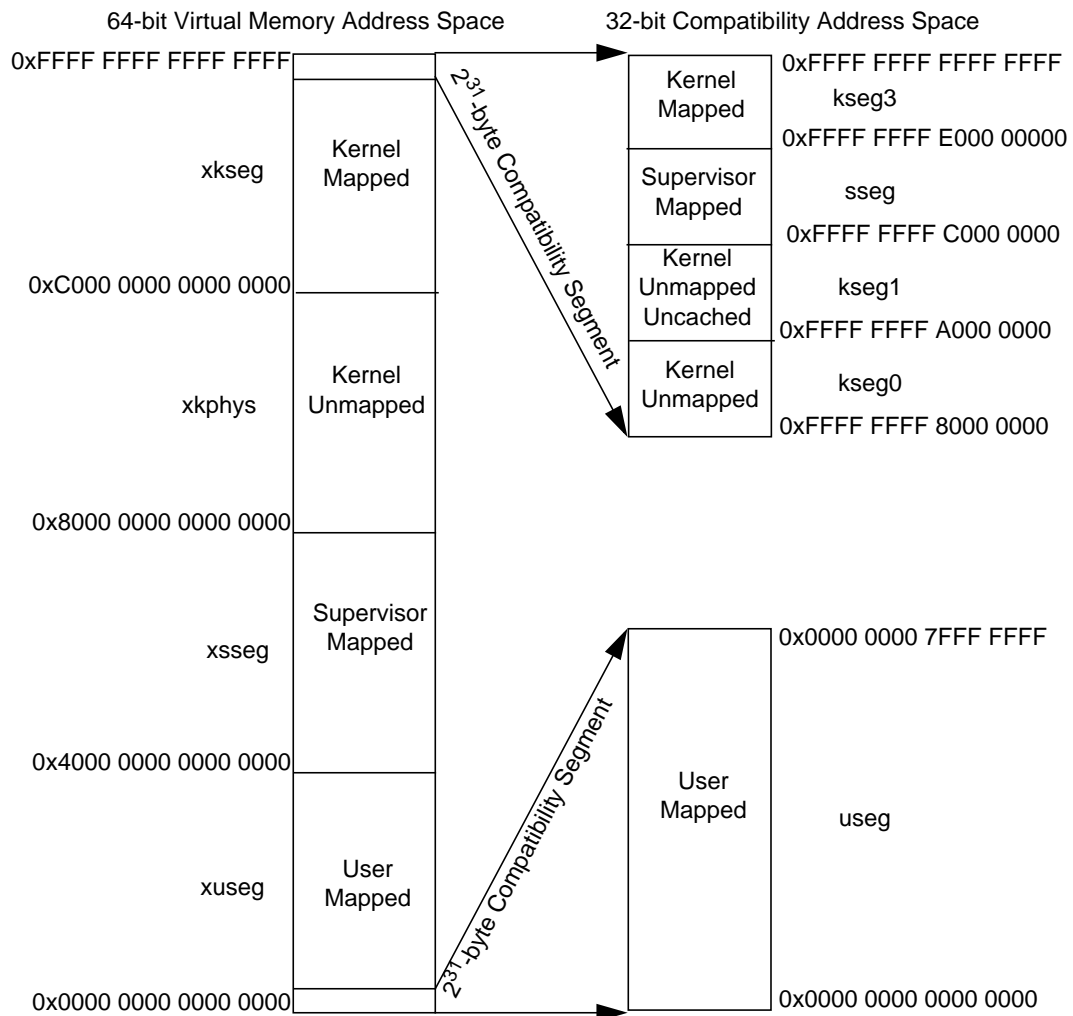 64-bit Virtual Memory Address Space
0xFFFF FFFF FFFF FFFF
xkseg
Kernel
Mapped
0xC000 0000 0000 0000
xkphys
Kernel
Unmapped
0x8000 0000 0000 0000
xsseg
Supervisor
Mapped
0x4000 0000 0000 0000
xuseg
User
Mapped
0x0000 0000 0000 0000
2^31-byte Compatibility Segment
2^31-byte Compatibility Segment
32-bit Compatibility Address Space
0xFFFF FFFF FFFF FFFF
Kernel
Mapped
kseg3
0xFFFF FFFF E000 00000
Supervisor
Mapped
sseg
0xFFFF FFFF C000 0000
Kernel
Unmapped
Uncached
kseg1
0xFFFF FFFF A000 0000
Kernel
Unmapped
kseg0
0xFFFF FFFF 8000 0000
0x0000 0000 7FFF FFFF
User
Mapped
useg
0x0000 0000 0000 0000